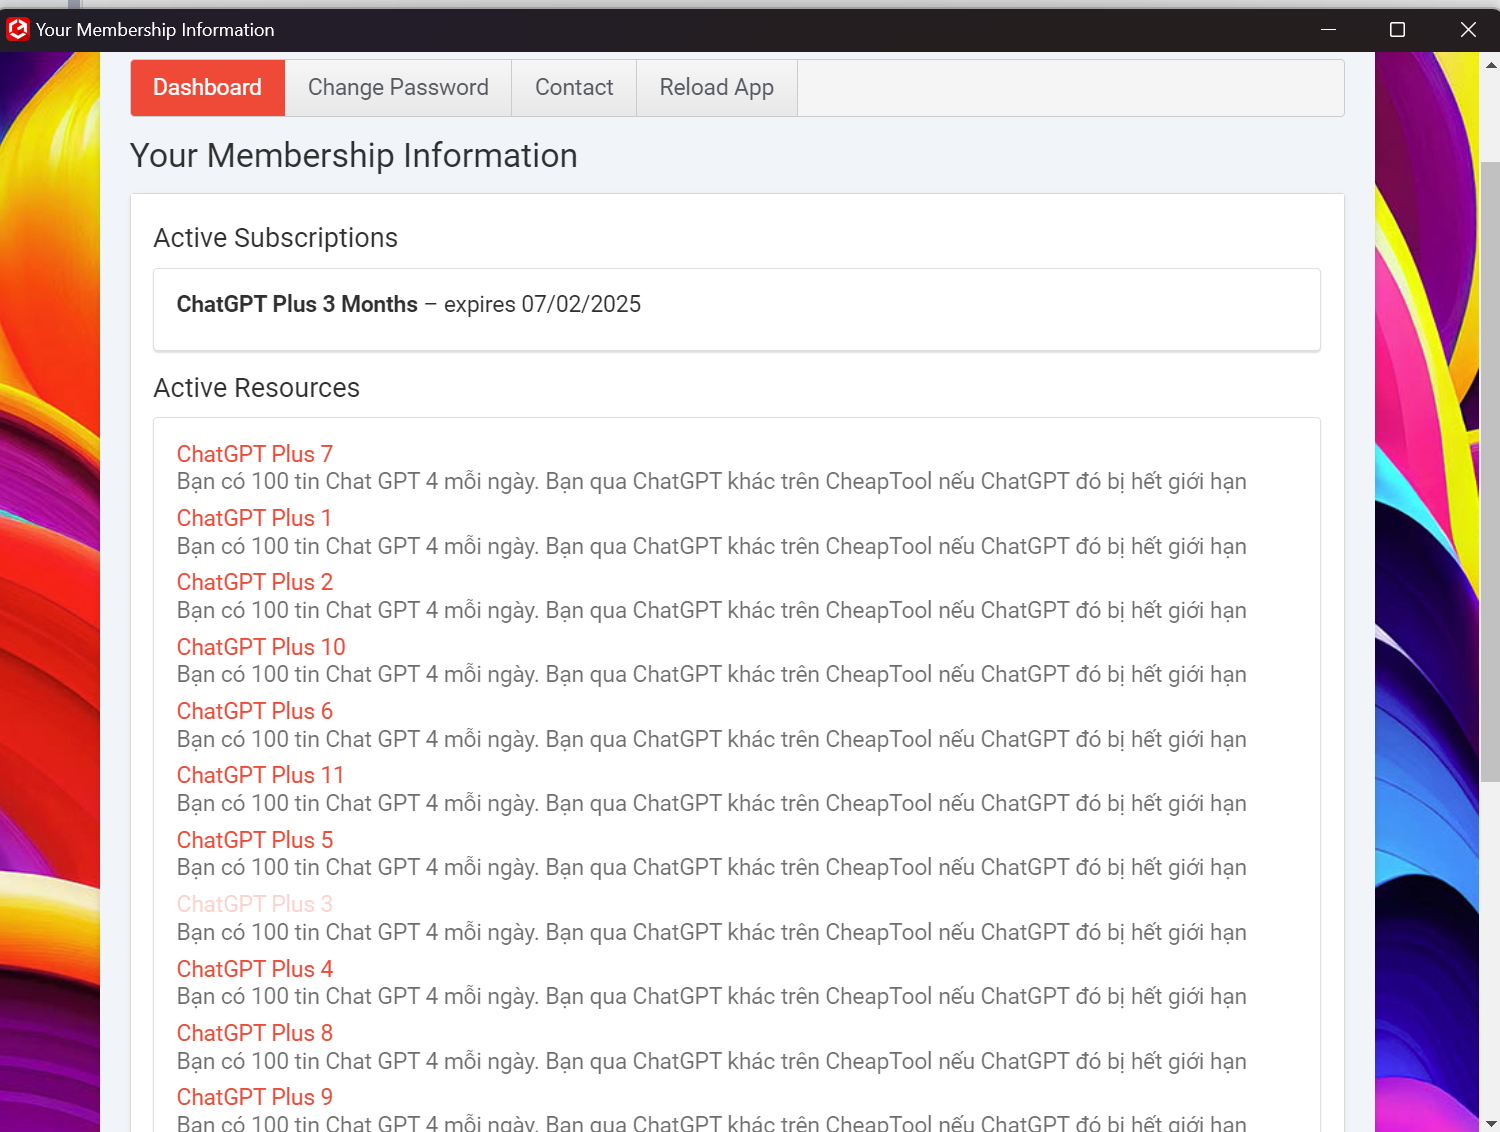 Your Membership Information
Dashboard
Change Password
Contact
Reload App
Your Membership Information
Active Subscriptions
ChatGPT Plus 3 Months – expires 07/02/2025
Active Resources
ChatGPT Plus 7
Bạn có 100 tin Chat GPT 4 mỗi ngày. Bạn qua ChatGPT khác trên CheapTool nếu ChatGPT đó bị hết giới hạn
ChatGPT Plus 1
Bạn có 100 tin Chat GPT 4 mỗi ngày. Bạn qua ChatGPT khác trên CheapTool nếu ChatGPT đó bị hết giới hạn
ChatGPT Plus 2
Bạn có 100 tin Chat GPT 4 mỗi ngày. Bạn qua ChatGPT khác trên CheapTool nếu ChatGPT đó bị hết giới hạn
ChatGPT Plus 10
Bạn có 100 tin Chat GPT 4 mỗi ngày. Bạn qua ChatGPT khác trên CheapTool nếu ChatGPT đó bị hết giới hạn
ChatGPT Plus 6
Bạn có 100 tin Chat GPT 4 mỗi ngày. Bạn qua ChatGPT khác trên CheapTool nếu ChatGPT đó bị hết giới hạn
ChatGPT Plus 11
Bạn có 100 tin Chat GPT 4 mỗi ngày. Bạn qua ChatGPT khác trên CheapTool nếu ChatGPT đó bị hết giới hạn
ChatGPT Plus 5
Bạn có 100 tin Chat GPT 4 mỗi ngày. Bạn qua ChatGPT khác trên CheapTool nếu ChatGPT đó bị hết giới hạn
ChatGPT Plus 3
Bạn có 100 tin Chat GPT 4 mỗi ngày. Bạn qua ChatGPT khác trên CheapTool nếu ChatGPT đó bị hết giới hạn
ChatGPT Plus 4
Bạn có 100 tin Chat GPT 4 mỗi ngày. Bạn qua ChatGPT khác trên CheapTool nếu ChatGPT đó bị hết giới hạn
ChatGPT Plus 8
Bạn có 100 tin Chat GPT 4 mỗi ngày. Bạn qua ChatGPT khác trên CheapTool nếu ChatGPT đó bị hết giới hạn
ChatGPT Plus 9
Bạn có 100 tin Chat GPT 4 mỗi ngày. Bạn qua ChatGPT khác trên CheapTool nếu ChatGPT đó bị hết giới hạn